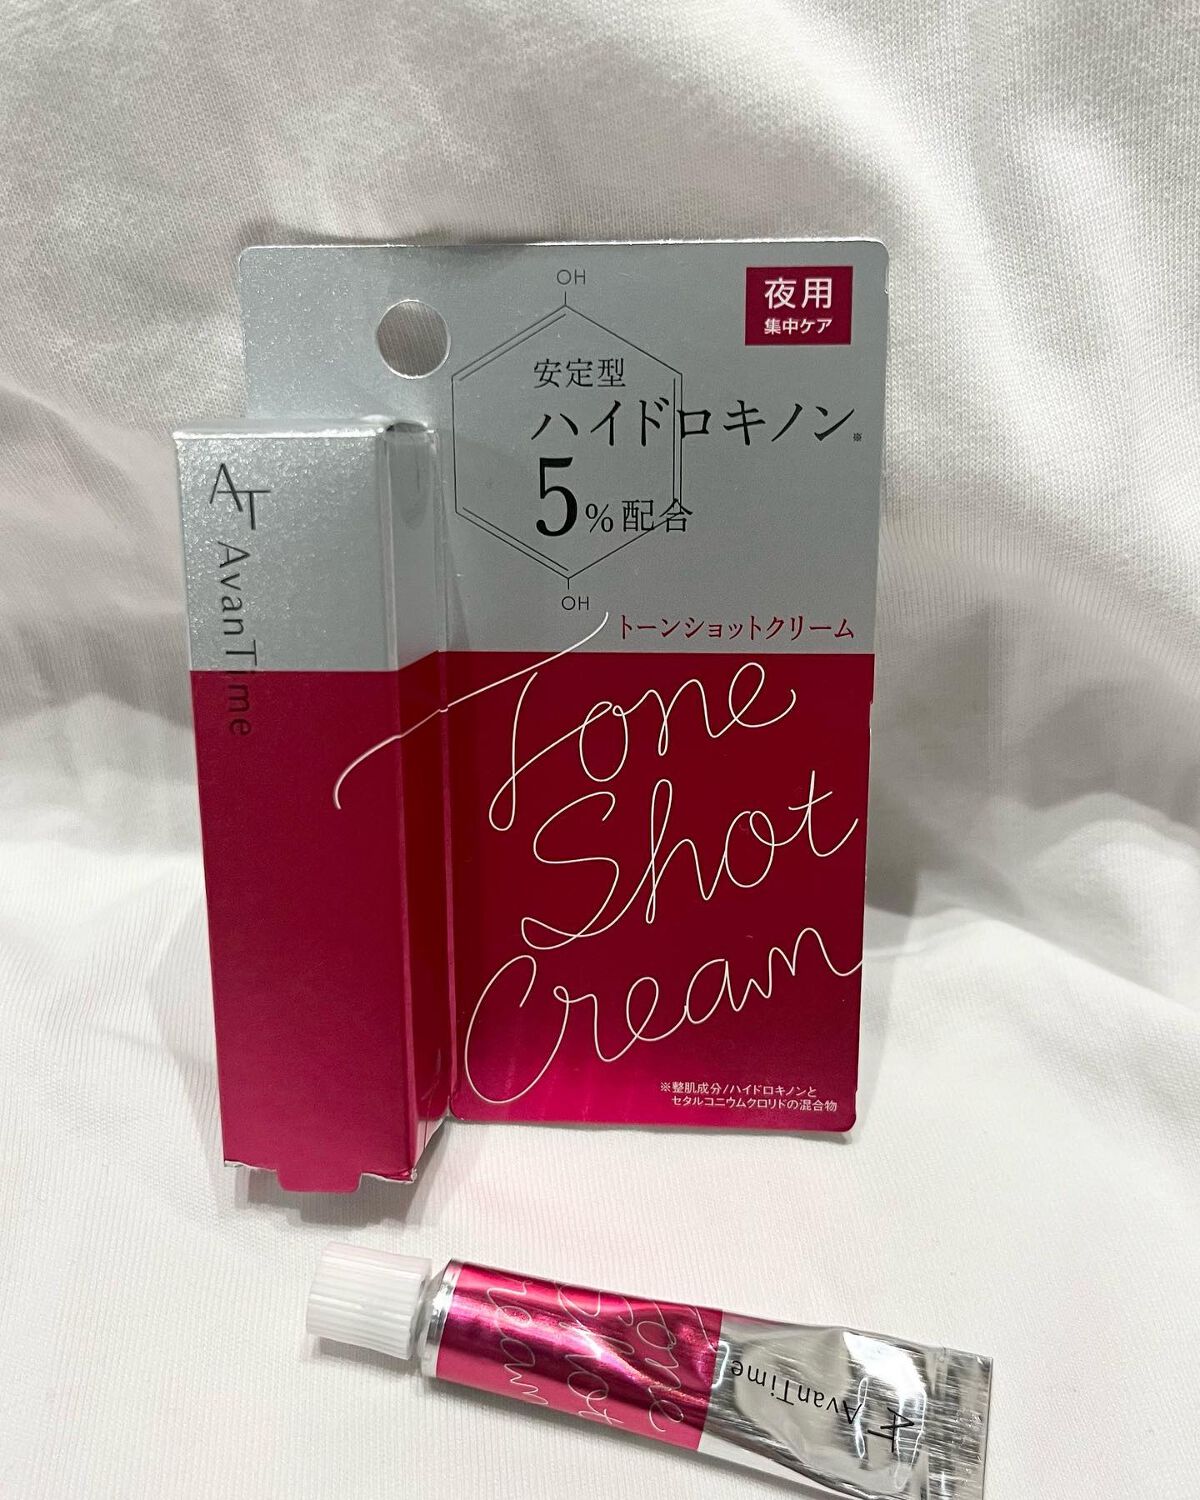 OH
夜用
集中ケア
安定型
ハイドロキノン※
5%配合
OH
トーンショットクリーム
Tone
Shot
Cream
※整肌成分/ハイドロキノンと
セタルコニウムクロリドの混合物
AT AvanTime
Tone
Shot
Cream
AT AvanTime